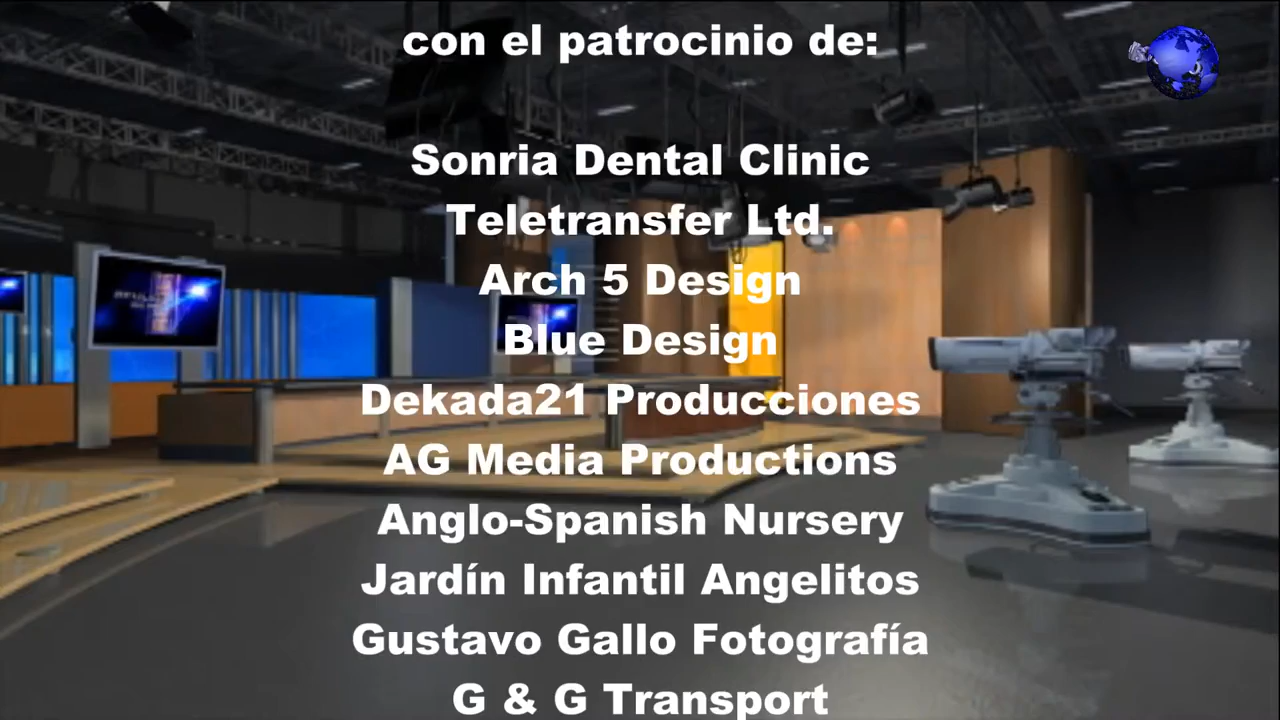 con el patrocinio de:
Sonria Dental Clinic
Teletransfer Ltd.
Arch 5 Design
Blue Design
Dekada21 Producciones
AG Media Productions
Anglo-Spanish Nursery
Jardín Infantil Angelitos
Gustavo Gallo Fotografía
G & G Transport